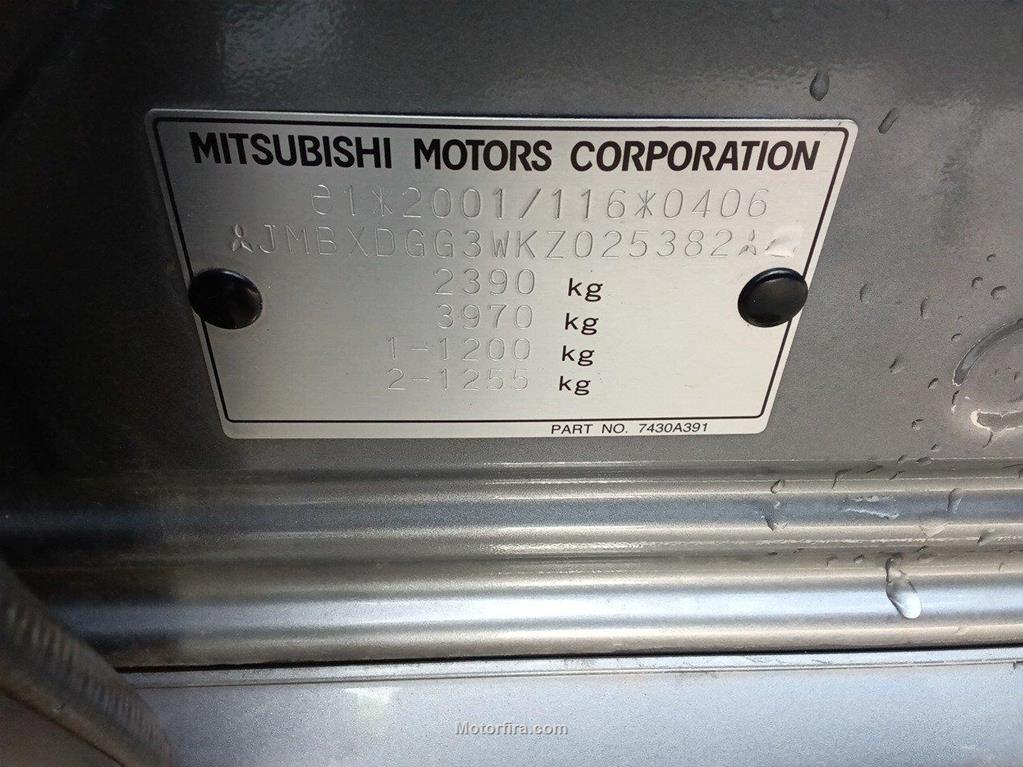 MITSUBISHI MOTORS CORPORATION
e1*2001/116*0406
JMBXDGG3WKZ025382
2390 kg
3970 kg
1-1200 kg
2-1255 kg
PART NO. 7430A391
Motorfira.com